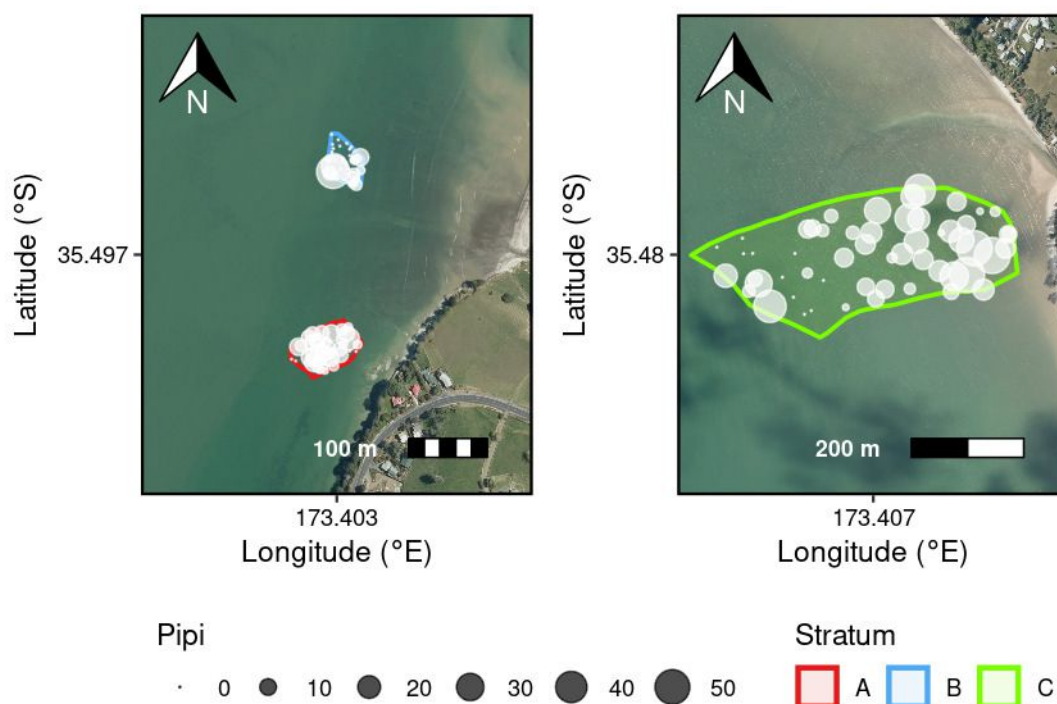 N
N
Latitude (°S)
35.497
100 m
173.403
Longitude (°E)
Latitude (°S)
35.48
200 m
173.407
Longitude (°E)
Pipi
0 10 20 30 40 50
Stratum
A B C